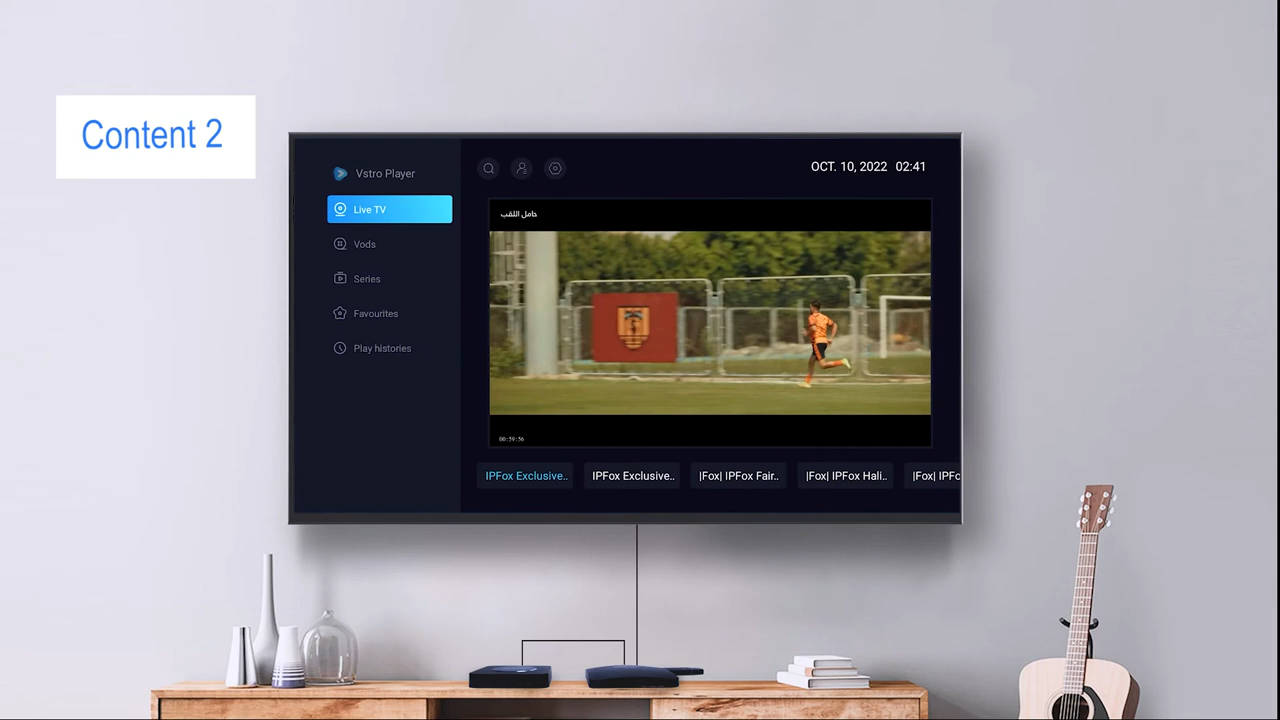 Content 2
Vstro Player
OCT. 10, 2022 02:41
Live TV
Vods
Series
Favourites
Play histories
حامل اللقب
00:59:56
IPFox Exclusive..
IPFox Exclusive..
|Fox| IPFox Fair..
|Fox| IPFox Hali..
|Fox| IPFo